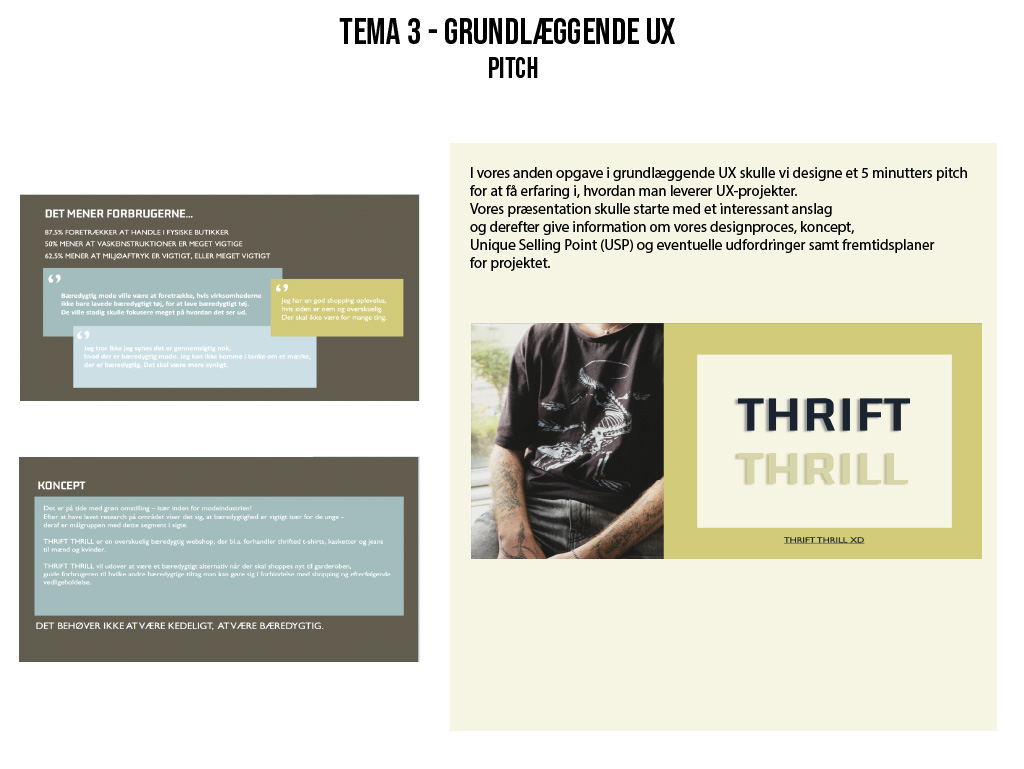 TEMA 3 - GRUNDLÆGGENDE UX
PITCH
DET MENER FORBRUGERNE...
87,5% FORETRÆKKER AT HANDLE I FYSISKE BUTIKKER
50% MENER AT VASKEINSTRUKTIONER ER MEGET VIGTIGE
62,5% MENER AT MILJØAFTRYK ER VIGTIGT, ELLER MEGET VIGTIGT
Bæredygtig mode ville være at foretrække, hvis virksomhederne
ikke bare lavede bæredygtigt tøj, for at lave bæredygtigt tøj.
De ville stadig skulle fokusere meget på hvordan det ser ud.
Jeg har en god shopping oplevelse,
hvis siden er nem og overskuelig.
Der skal ikke være for mange ting.
Jeg tror ikke jeg synes det er gennemsigtig nok,
hvad der er bæredygtig mode. Jeg kan ikke komme i tanke om et mærke,
der er bæredygtig. Det skal være mere synligt.
KONCEPT
Det er på tide med grøn omstilling – især inden for modeindustrien!
Efter at have lavet research på området viser det sig, at bæredygtighed er vigtigt især for de unge –
deraf er målgruppen med dette segment i sigte.
THRIFT THRILL er en overskuelig bæredygtig webshop, der bl.a. forhandler thrifted t-shirts, kasketter og jeans
til mænd og kvinder.
THRIFT THRILL vil udover at være et bæredygtigt alternativ når der skal shoppes nyt til garderoben,
guide forbrugeren til hvilke andre bæredygtige tiltag man kan gøre sig i forbindelse med shopping og efterfølgende
vedligeholdelse.
DET BEHØVER IKKE AT VÆRE KEDELIGT, AT VÆRE BÆREDYGTIG.
I vores anden opgave i grundlæggende UX skulle vi designe et 5 minutters pitch
for at få erfaring i, hvordan man leverer UX-projekter.
Vores præsentation skulle starte med et interessant anslag
og derefter give information om vores designproces, koncept,
Unique Selling Point (USP) og eventuelle udfordringer samt fremtidsplaner
for projektet.
THRIFT
THRILL
THRIFT THRILL XD